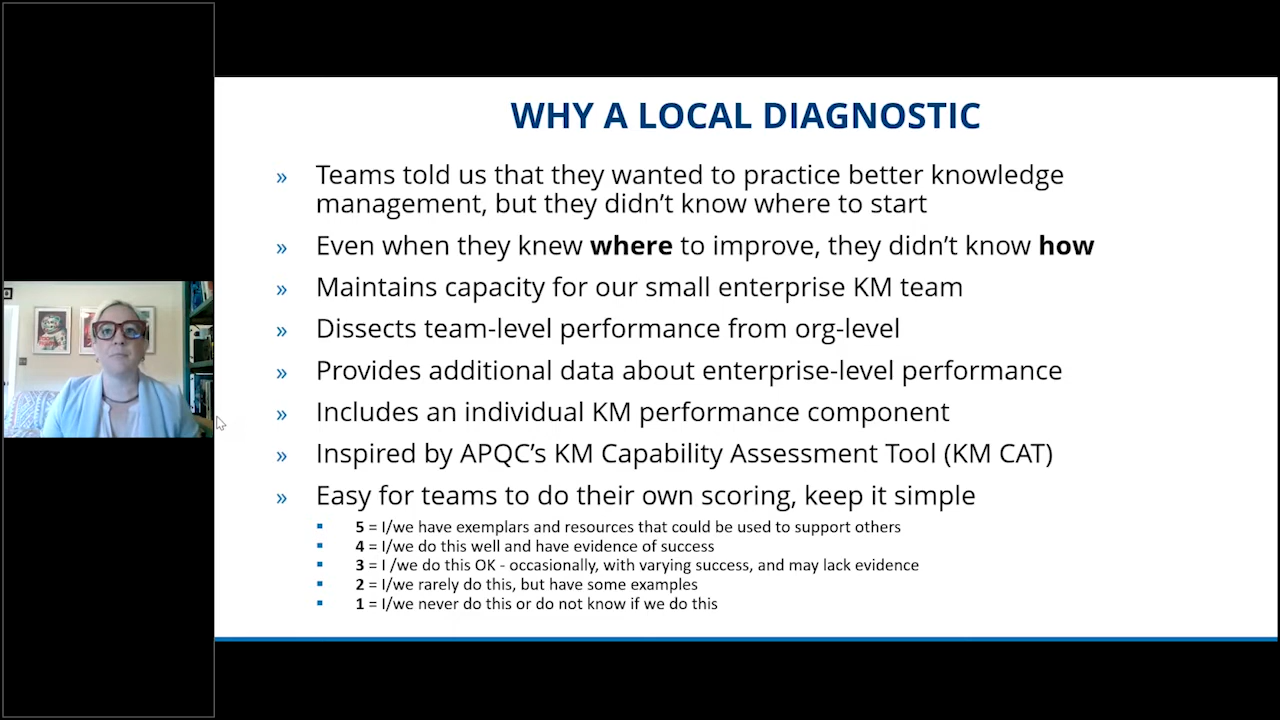 WHY A LOCAL DIAGNOSTIC
» Teams told us that they wanted to practice better knowledge
management, but they didn’t know where to start
» Even when they knew where to improve, they didn’t know how
» Maintains capacity for our small enterprise KM team
» Dissects team-level performance from org-level
» Provides additional data about enterprise-level performance
» Includes an individual KM performance component
» Inspired by APQC’s KM Capability Assessment Tool (KM CAT)
» Easy for teams to do their own scoring, keep it simple
▪ 5 = I/we have exemplars and resources that could be used to support others
▪ 4 = I/we do this well and have evidence of success
▪ 3 = I /we do this OK - occasionally, with varying success, and may lack evidence
▪ 2 = I/we rarely do this, but have some examples
▪ 1 = I/we never do this or do not know if we do this